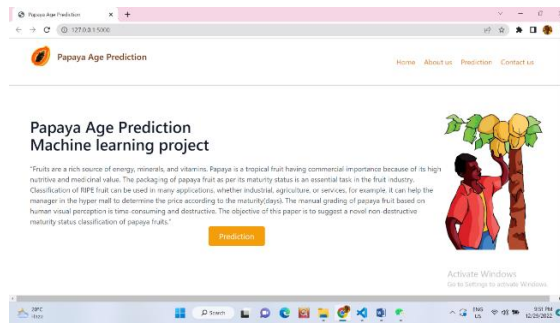 Papaya Age Prediction
127.0.0.1:5000
Papaya Age Prediction
Home About us Prediction Contact us
Papaya Age Prediction
Machine learning project
"Fruits are a rich source of energy, minerals, and vitamins. Papaya is a tropical fruit having commercial importance because of its high
nutritive and medicinal value. The packaging of papaya fruit as per its maturity status is an essential task in the fruit industry.
Classification of RIPE fruit can be used in many applications, whether industrial, agriculture, or services, for example, it can help the
manager in the hyper mall to determine the price according to the maturity(days). The manual grading of papaya fruit based on
human visual perception is time-consuming and destructive. The objective of this paper is to suggest a novel non-destructive
maturity status classification of papaya fruits."
Prediction
Activate Windows
Go to Settings to activate Windows.
Search
ENG
US
9:51 PM
12/29/2022